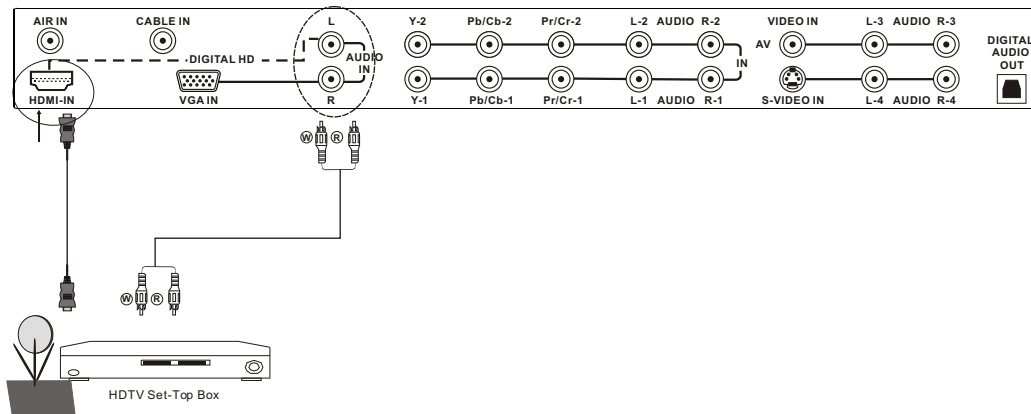 AIR IN
CABLE IN
L
Y-2
Pb/Cb-2
Pr/Cr-2
L-2 AUDIO R-2
VIDEO IN
L-3 AUDIO R-3
DIGITAL HD
AUDIO
IN
IN
AV
DIGITAL
AUDIO
OUT
HDMI-IN
VGA IN
R
Y-1
Pb/Cb-1
Pr/Cr-1
L-1 AUDIO R-1
S-VIDEO IN
L-4 AUDIO R-4
W R
W R
HDTV Set-Top Box